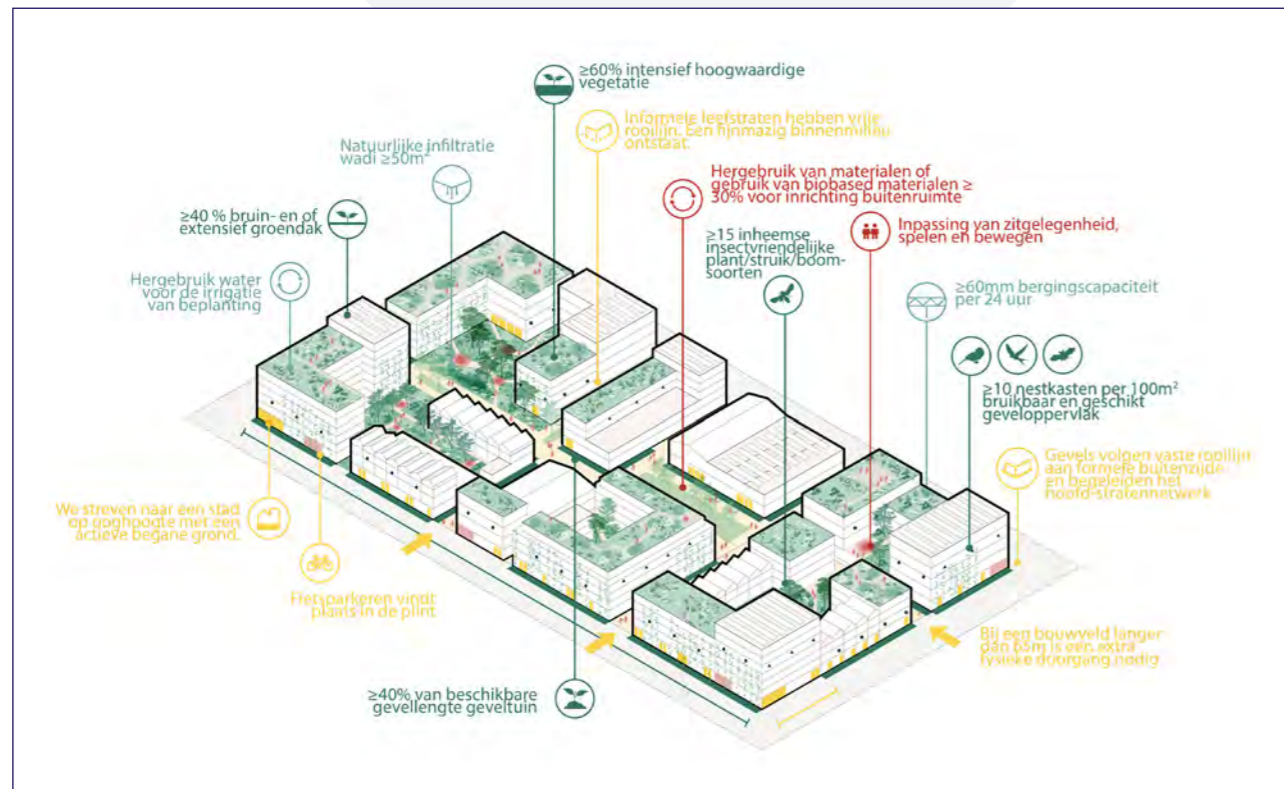 ≥60% intensief hoogwaardige
vegetatie
Informele leefstraten hebben vrije
rooilijn. Een fijnmazig binnenmilieu
ontstaat.
Natuurlijke infiltratie
wadi ≥50m²
Hergebruik van materialen of
gebruik van biobased materialen ≥
30% voor inrichting buitenruimte
≥40 % bruin- en of
extensief groendak
≥15 inheemse
insectvriendelijke
plant/struik/boom-
soorten
Inpassing van zitgelegenheid,
spelen en bewegen
Hergebruik water
voor de irrigatie
van beplanting
≥60mm bergingscapaciteit
per 24 uur
≥10 nestkasten per 100m²
bruikbaar en geschikt
geveloppervlak
Gevels volgen vaste rooilijn
aan formele buitenzijde
en begeleiden het
hoofd-stratennetwerk
We streven naar een stad
op ooghoogte met een
actieve begane grond.
Fietsparkeren vindt
plaats in de plint
Bij een bouwveld langer
dan 65m is een extra
fysieke doorgang nodig
≥40% van beschikbare
gevellengte geveltuin